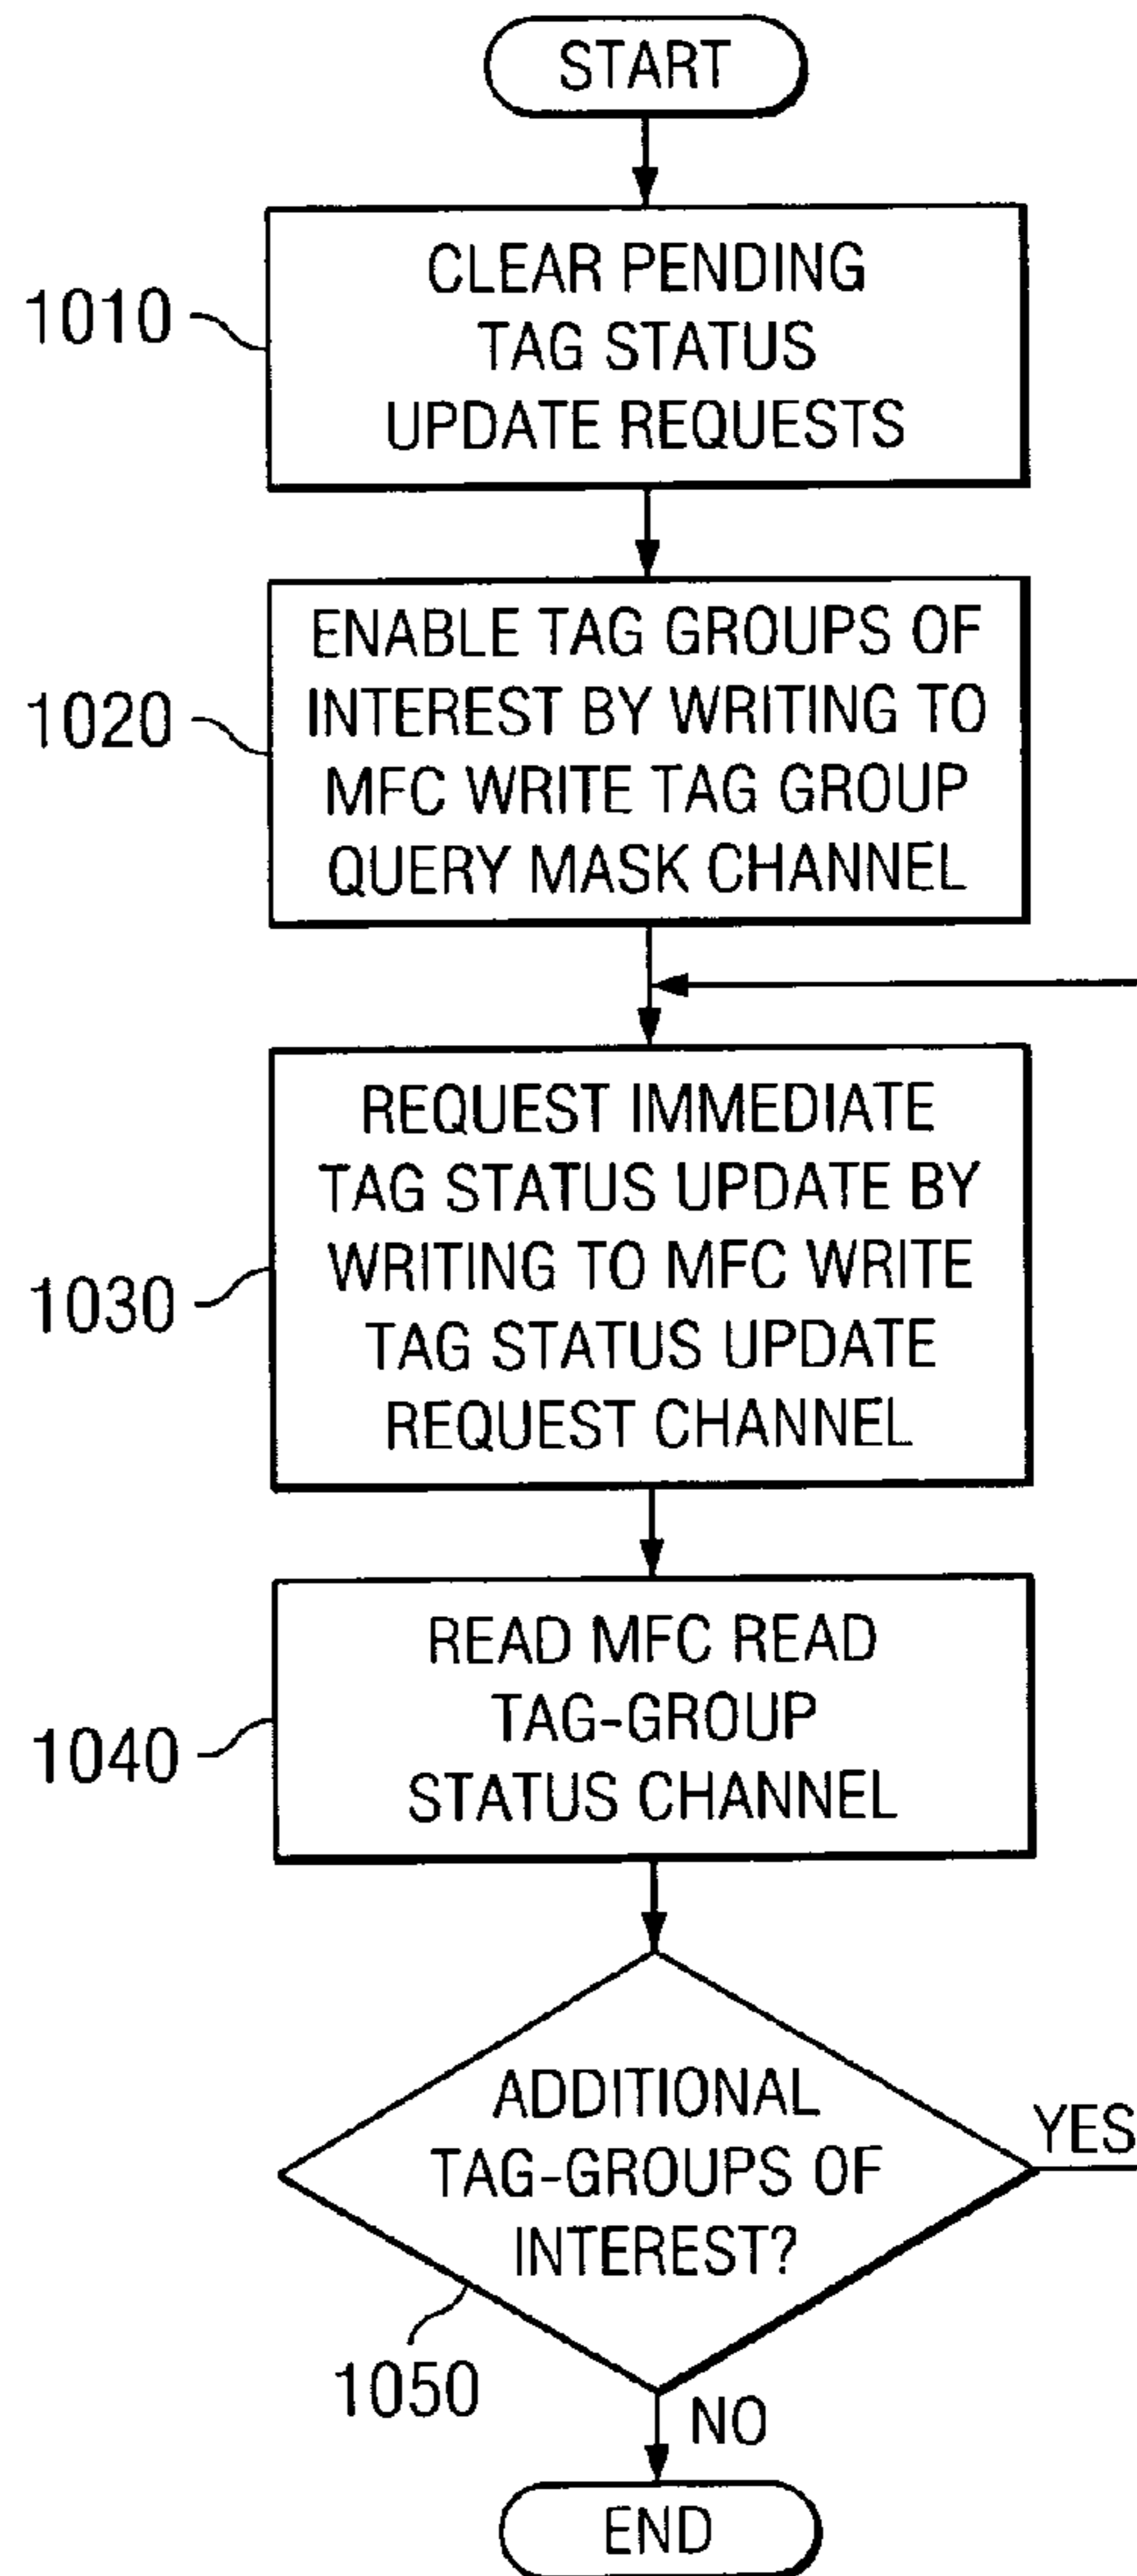 START
CLEAR PENDING
TAG STATUS
UPDATE REQUESTS
1010
ENABLE TAG GROUPS OF
INTEREST BY WRITING TO
MFC WRITE TAG GROUP
QUERY MASK CHANNEL
1020
REQUEST IMMEDIATE
TAG STATUS UPDATE BY
WRITING TO MFC WRITE
TAG STATUS UPDATE
REQUEST CHANNEL
1030
READ MFC READ
TAG-GROUP
STATUS CHANNEL
1040
ADDITIONAL
TAG-GROUPS OF
INTEREST?
YES
1050
NO
END